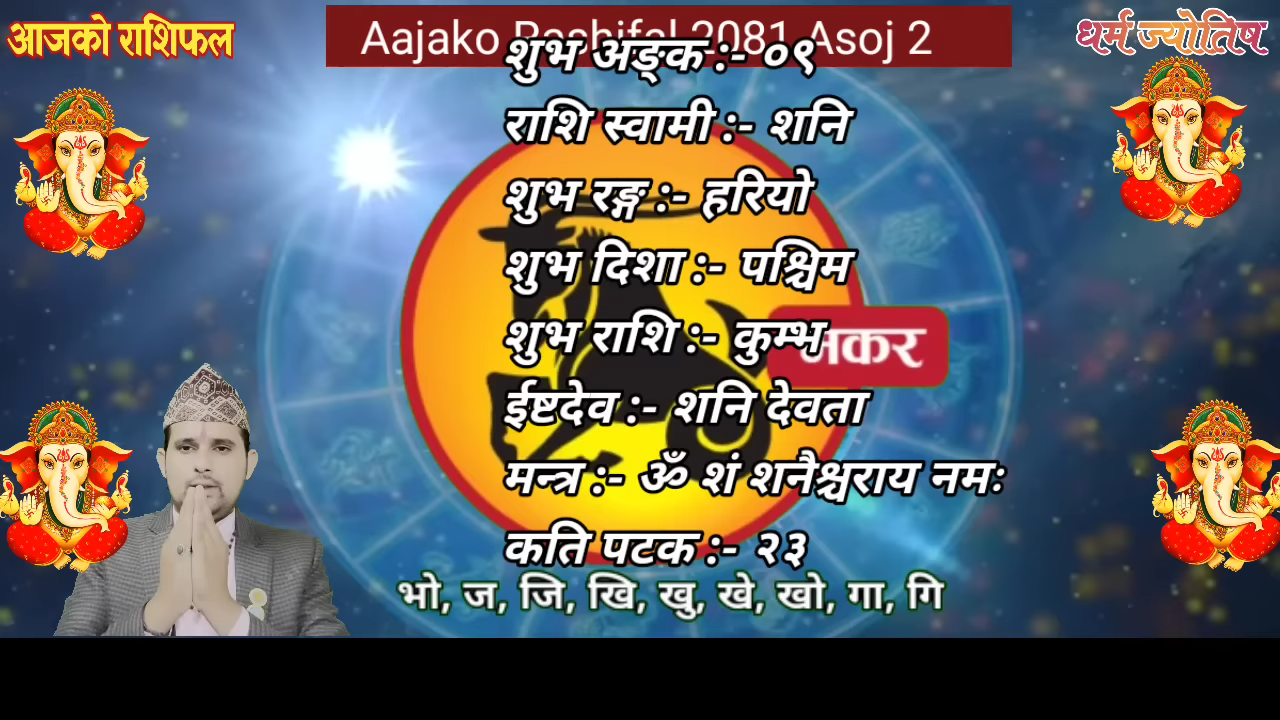 आजको राशिफल
Aajako Rashifal 2081 Asoj 2
धर्म ज्योतिष
शुभ अङ्क :- ०९
राशि स्वामी :- शनि
शुभ रङ्ग :- हरियो
शुभ दिशा :- पश्चिम
शुभ राशि :- कुम्भ
मकर
ईष्टदेव :- शनि देवता
मन्त्र :- ॐ शं शनैश्चराय नमः
कति पटक :- २३
भो, ज, जि, खि, खु, खे, खो, गा, गि